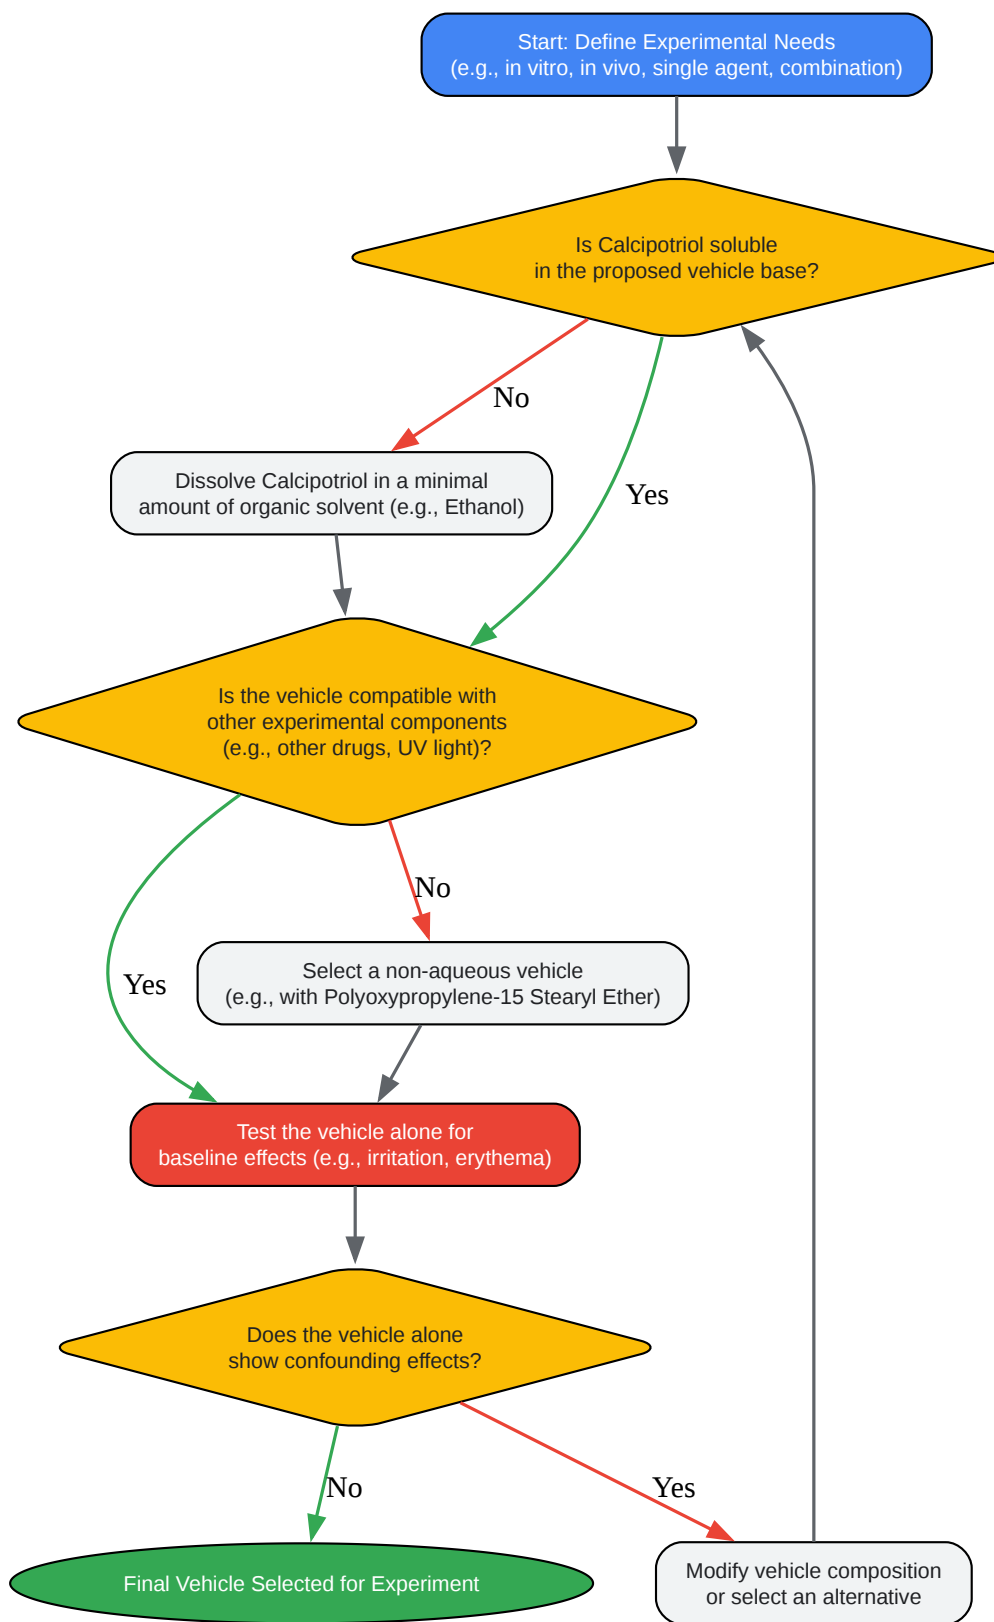 Start: Define Experimental Needs
(e.g., in vitro, in vivo, single agent, combination)
Is Calcipotriol soluble
in the proposed vehicle base?
No
Dissolve Calcipotriol in a minimal
amount of organic solvent (e.g., Ethanol)
Yes
Is the vehicle compatible with
other experimental components
(e.g., other drugs, UV light)?
No
Yes
Select a non-aqueous vehicle
(e.g., with Polyoxypropylene-15 Stearyl Ether)
Test the vehicle alone for
baseline effects (e.g., irritation, erythema)
Does the vehicle alone
show confounding effects?
No
Yes
Final Vehicle Selected for Experiment
Modify vehicle composition
or select an alternative